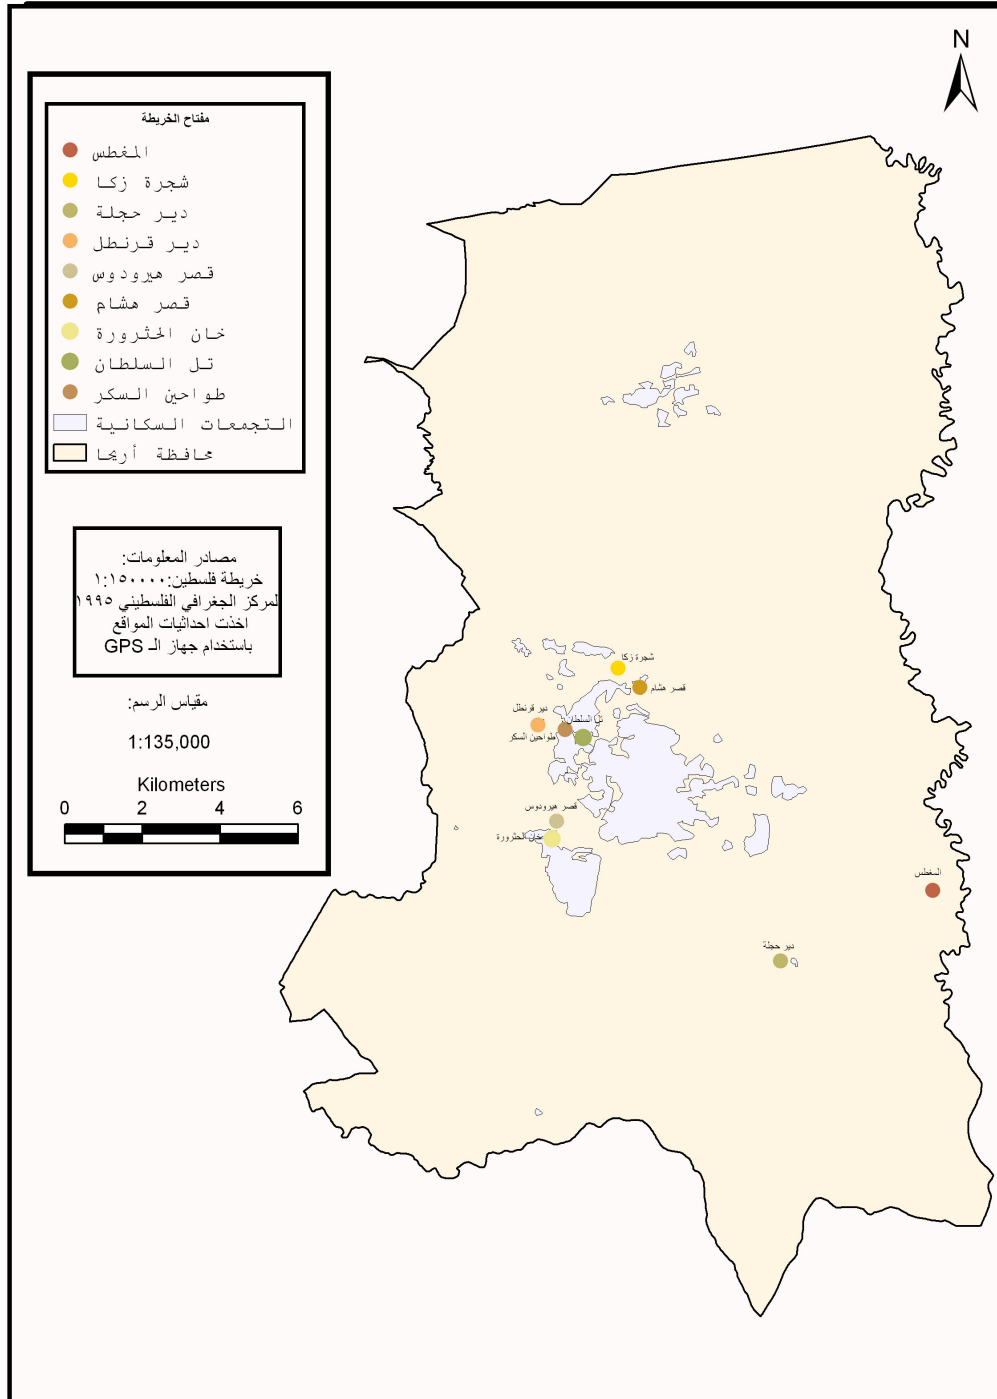 N
مفتاح الخريطة
المغطس
شجرة زكا
دير حجلة
دير قرنطل
قصر هيرودوس
قصر هشام
خان الحثرورة
تل السلطان
طواحين السكر
التجمعات السكانية
محافظة أريحا
مصادر المعلومات:
خريطة فلسطين:١:١٥٠٠٠٠
لمركز الجغرافي الفلسطيني ١٩٩٥
اخذت احداثيات المواقع
باستخدام جهاز الـ GPS
مقياس الرسم:
1:135,000
Kilometers
0 2 4 6
شجرة زكا
قصر هشام
دير قرنطل
تل السلطان
طواحين السكر
قصر هيرودوس
خان الحثرورة
المغطس
دير حجلة